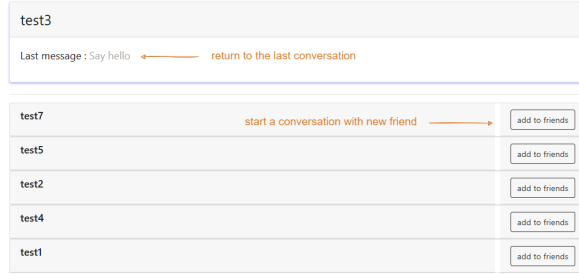 test3
Last message : Say hello return to the last conversation
test7 start a conversation with new friend add to friends
test5 add to friends
test2 add to friends
test4 add to friends
test1 add to friends